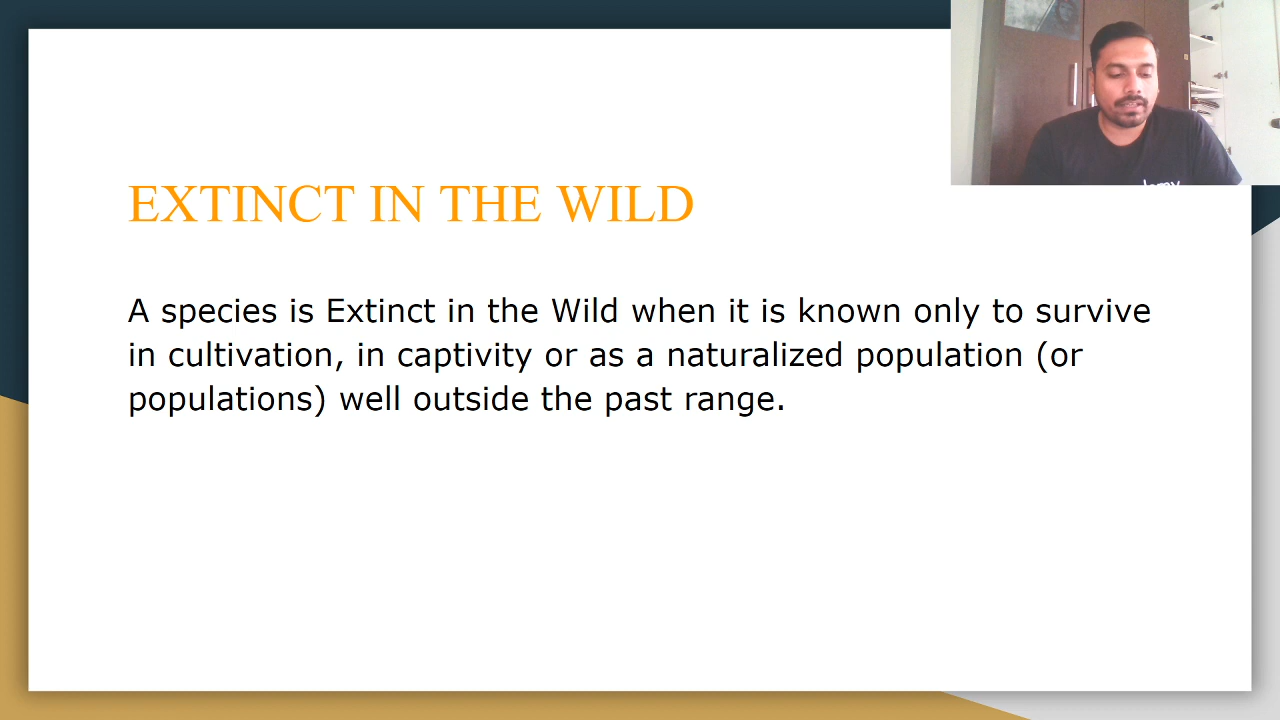 EXTINCT IN THE WILD
A species is Extinct in the Wild when it is known only to survive
in cultivation, in captivity or as a naturalized population (or
populations) well outside the past range.